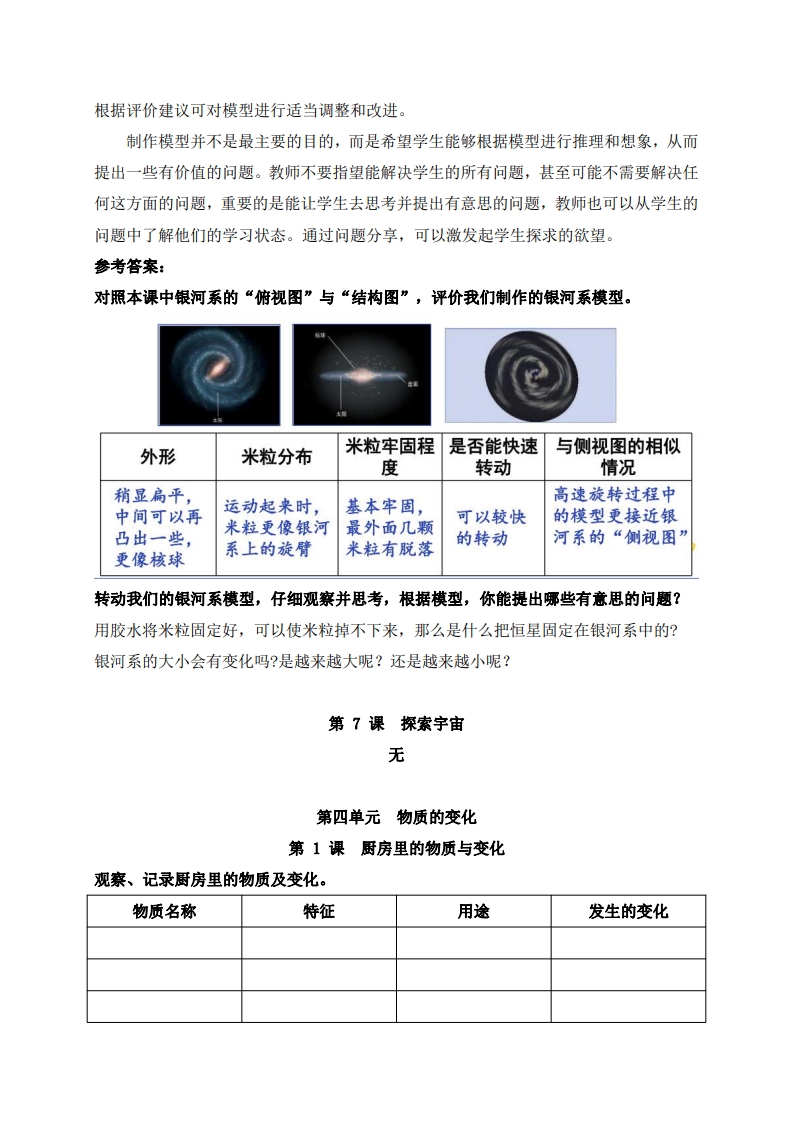 根据评价建议可对模型进行适当调整和改进。
制作模型并不是最主要的目的，而是希望学生能够根据模型进行推理和想象，从而
提出一些有价值的问题。教师不要指望能解决学生的所有问题，甚至可能不需要解决任
何这方面的问题，重要的是能让学生去思考并提出有意思的问题，教师也可以从学生的
问题中了解他们的学习状态。通过问题分享，可以激发起学生探求的欲望。
参考答案：
对照本课中银河系的“俯视图”与“结构图”，评价我们制作的银河系模型。
太阳
核球
太阳
盘面
外形 米粒分布 米粒牢固程度 是否能快速转动 与侧视图的相似情况
稍显扁平，
中间可以再
凸出一些，
更像核球
运动起来时，
米粒更像银河
系上的旋臂
基本牢固，
最外面几颗
米粒有脱落
可以较快
的转动
高速旋转过程中
的模型更接近银
河系的“侧视图”
转动我们的银河系模型，仔细观察并思考，根据模型，你能提出哪些有意思的问题？
用胶水将米粒固定好，可以使米粒掉不下来，那么是什么把恒星固定在银河系中的?
银河系的大小会有变化吗?是越来越大呢？还是越来越小呢？
第 7 课 探索宇宙
无
第四单元 物质的变化
第 1 课 厨房里的物质与变化
观察、记录厨房里的物质及变化。
物质名称 特征 用途 发生的变化